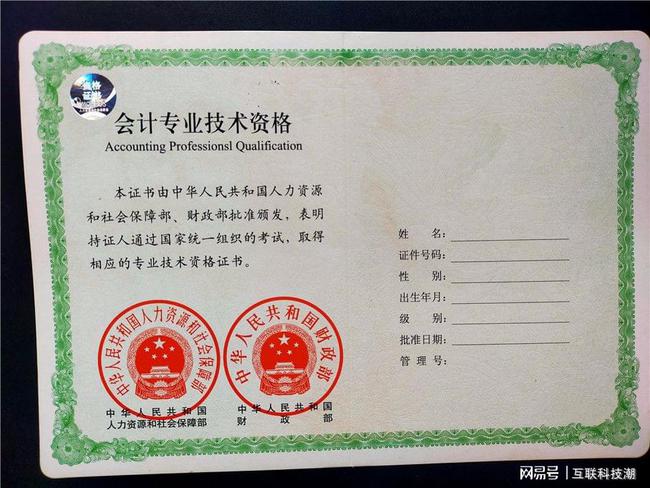 资格
证书
会计专业技术资格
Accounting Professionsl Qualification
本证书由中华人民共和国人力资源
和社会保障部、财政部批准颁发，表明
持证人通过国家统一组织的考试，取得
相应的专业技术资格证书。
中华人民共和国人力资源和社会保障部
中华人民共和国财政部
中华人民共和国
人力资源和社会保障部
中华人民共和国
财政部
姓名：
证件号码：
性别：
出生年月：
级别：
批准日期：
管理号：
网易号 | 互联科技潮